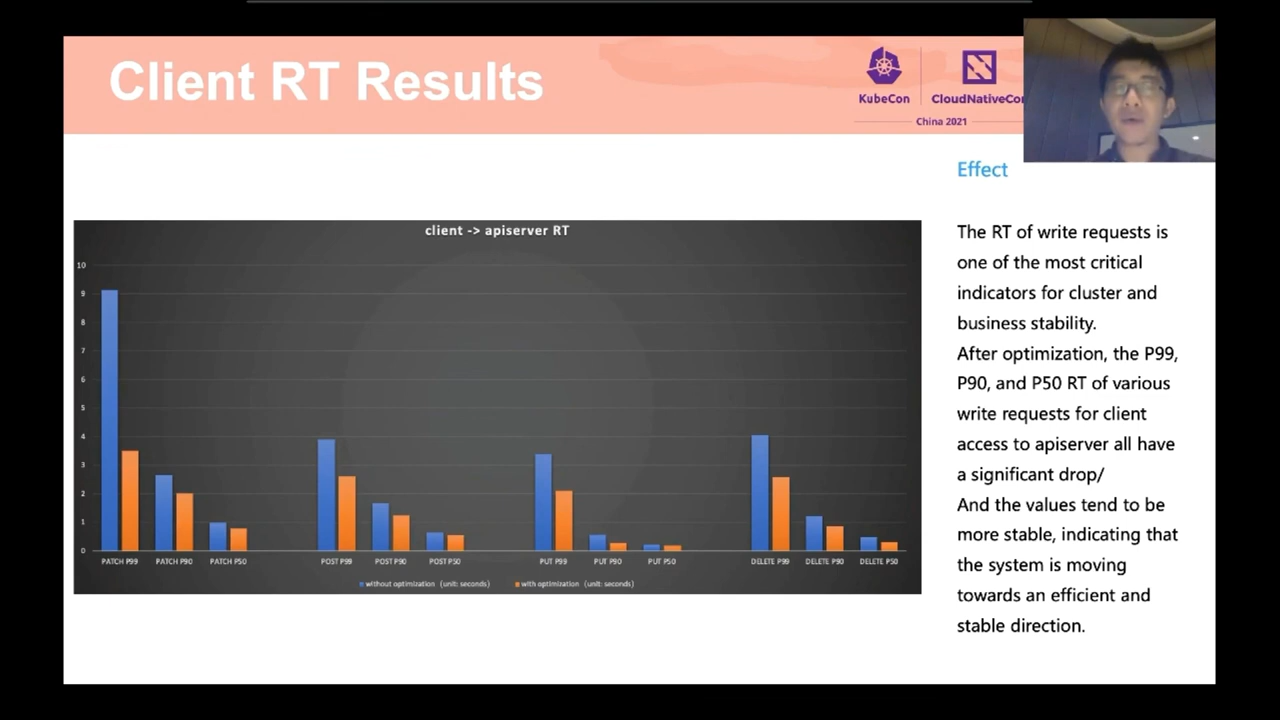 Client RT Results
KubeCon
CloudNativeCon
China 2021
Effect
The RT of write requests is
one of the most critical
indicators for cluster and
business stability.
After optimization, the P99,
P90, and P50 RT of various
write requests for client
access to apiserver all have
a significant drop/
And the values tend to be
more stable, indicating that
the system is moving
towards an efficient and
stable direction.
client -> apiserver RT
10
9
8
7
6
5
4
3
2
1
0
PATCH P99 PATCH P90 PATCH P50 POST P99 POST P90 POST P50 PUT P99 PUT P90 PUT P50 DELETE P99 DELETE P90 DELETE P50
without optimization (unit: seconds) with optimization (unit: seconds)